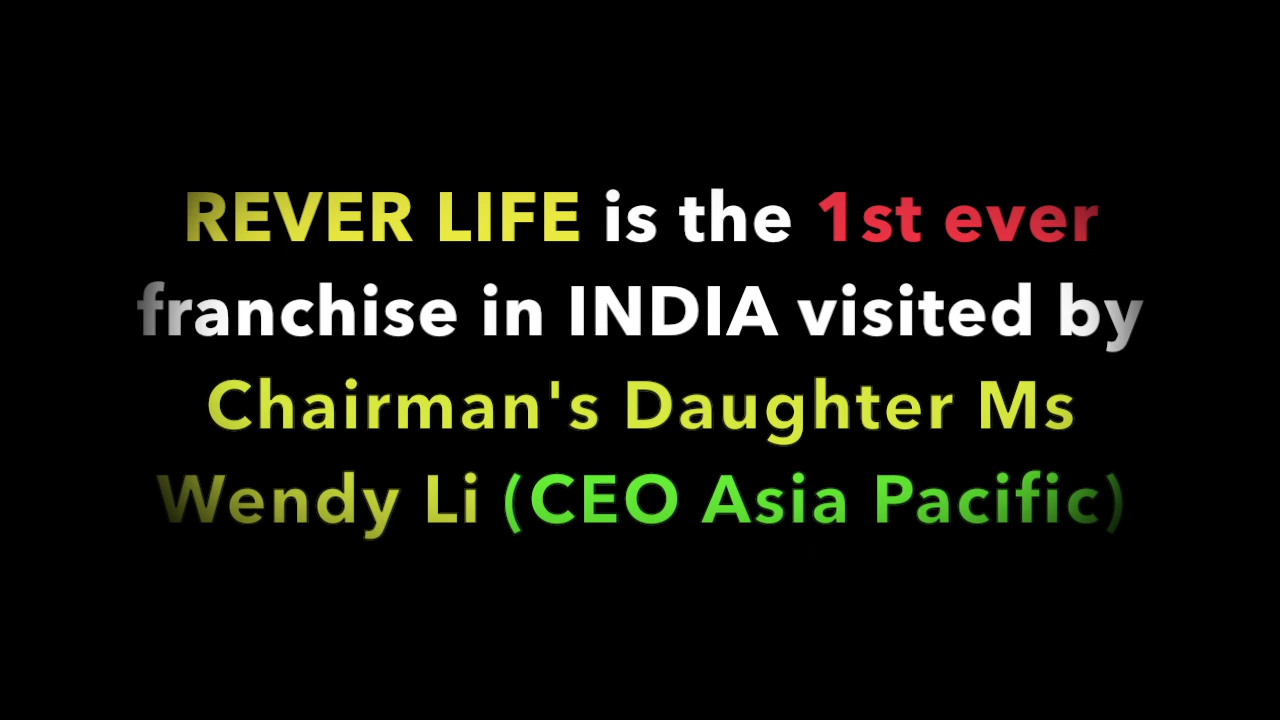 REVER LIFE is the 1st ever
franchise in INDIA visited by
Chairman's Daughter Ms
Wendy Li (CEO Asia Pacific)